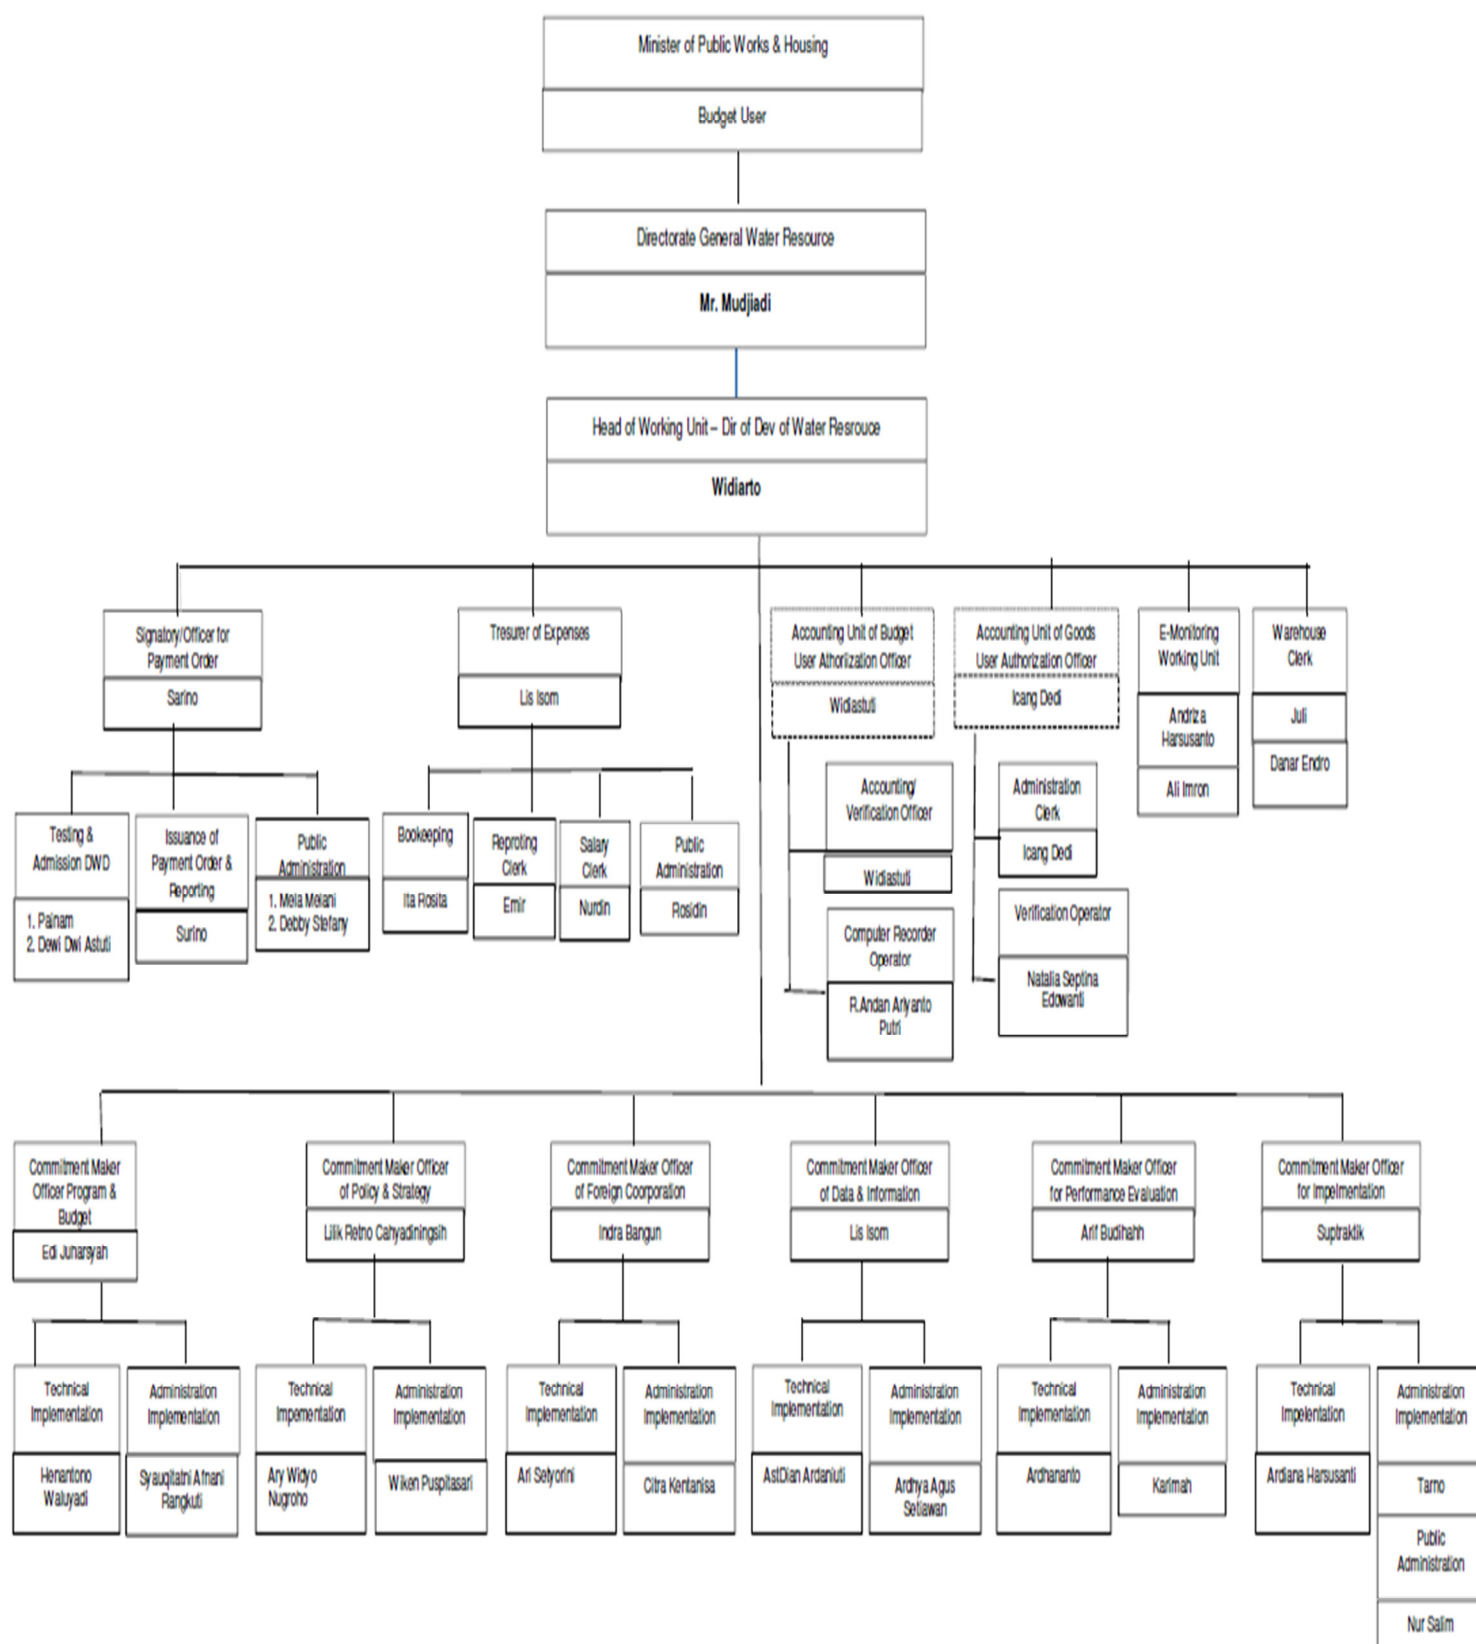 Minister of Public Works & Housing
Budget User
Directorate General Water Resource
Mr. Mudjiadi
Head of Working Unit – Dir of Dev of Water Resrouce
Widiarto
Signatory/Officer for
Payment Order
Sarino
Tresurer of Expenses
Lis Isom
Accounting Unit of Budget
User Athorlization Officer
Widiastuti
Accounting Unit of Goods
User Authorization Officer
Icang Dedi
E-Monitoring
Working Unit
Andriza
Harsusanto
Ali Imron
Warehouse
Clerk
Juli
Danar Endro
Testing &
Admission DWD
1. Painam
2. Dewi Dwi Astuti
Issuance of
Payment Order &
Reporting
Surino
Public
Administration
1. Mela Melani
2. Debby Stefany
Bookeeping
Ita Rosita
Reproting
Clerk
Emir
Salary
Clerk
Nurdin
Public
Administration
Rosidin
Accounting/
Verification Officer
Widiastuti
Computer Recorder
Operator
R.Andan Ariyanto
Putri
Administration
Clerk
Icang Dedi
Verification Operator
Natalia Septina
Edowanti
Commitment Maker
Officer Program &
Budget
Edi Juharsyah
Commitment Maker Officer
of Policy & Strategy
Lilik Retno Cahyadiningsih
Commitment Maker Officer
of Foreign Coorporation
Indra Bangun
Commitment Maker Officer
of Data & Information
Lis Isom
Commitment Maker Officer
for Performance Evaluation
Arif Budihahn
Commitment Maker Officer
for Impelmentation
Suptraktik
Technical
Implementation
Henantono
Waluyadi
Administration
Implementation
Syauqitatni Afnani
Rangkuti
Technical
Impementation
Ary Widyo
Nugroho
Administration
Implementation
Wiken Puspitasari
Technical
Implementation
Ari Setyorini
Administration
Implementation
Citra Kentanisa
Technical
Implementation
AstDian Ardaniuti
Administration
Implementation
Ardhya Agus
Setiawan
Technical
Implementation
Ardhananto
Administration
Implementation
Karimah
Technical
Impelentation
Ardiana Harsusanti
Administration
Implementation
Tarno
Public
Administration
Nur Salim